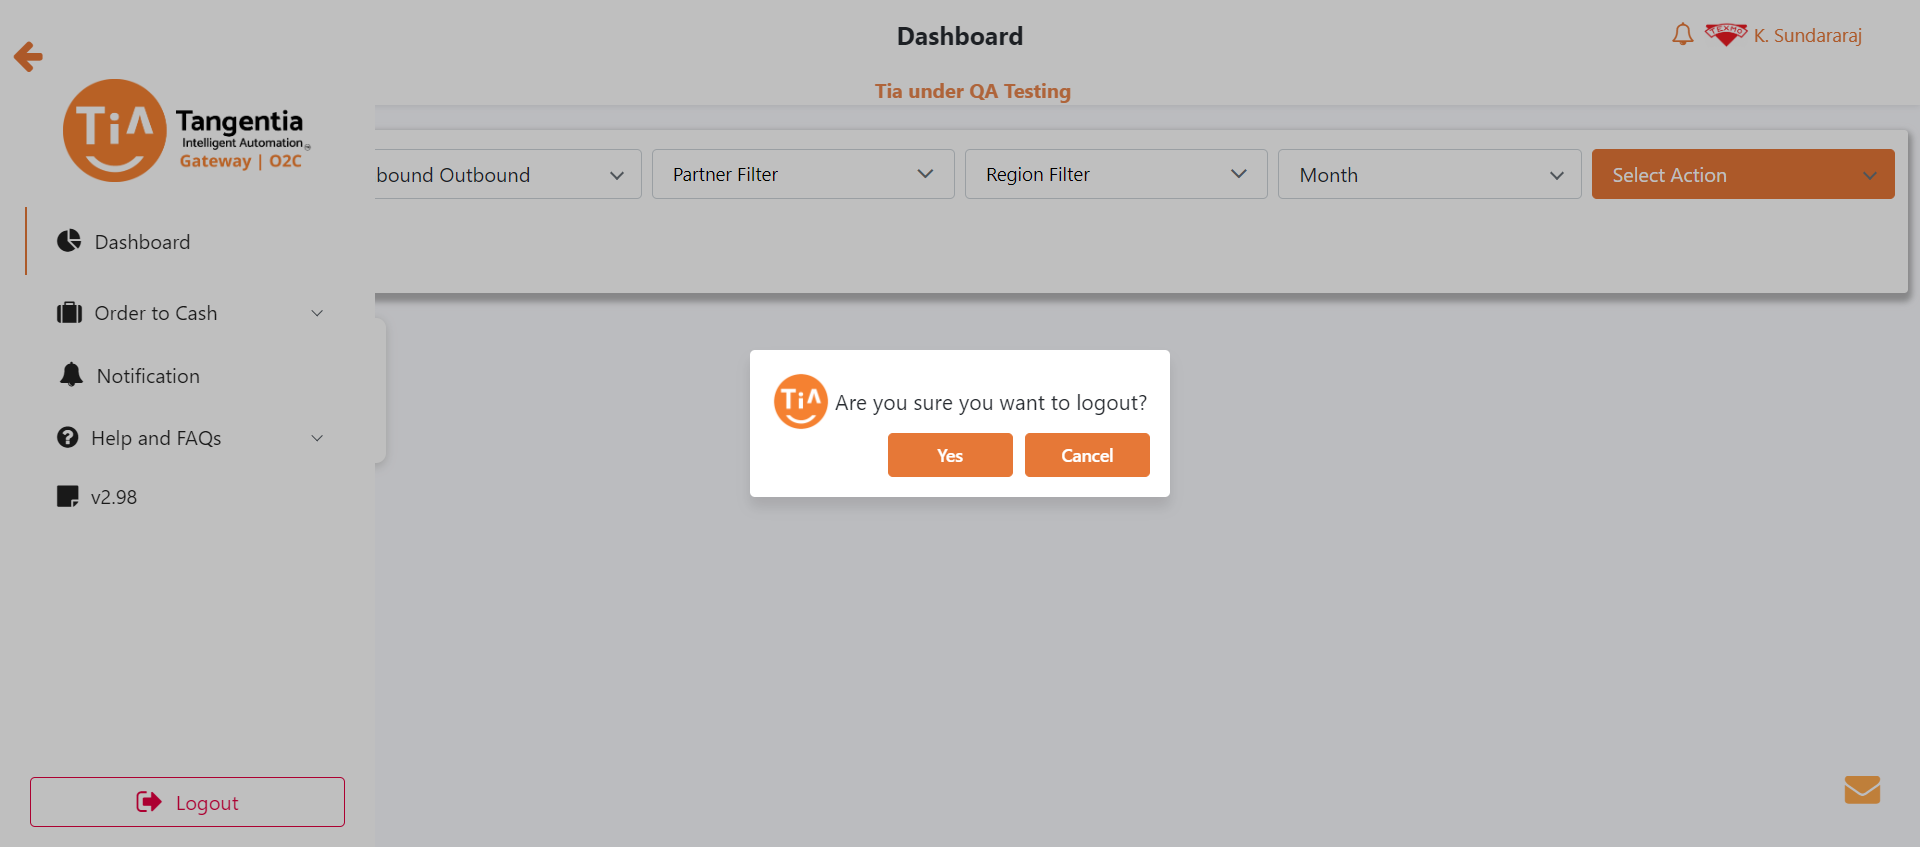 Dashboard
TEXMO
K. Sundararaj
Tia under QA Testing
TiA
Tangentia
Intelligent Automation
Gateway | O2C
bound Outbound
Partner Filter
Region Filter
Month
Select Action
Dashboard
Order to Cash
Notification
Help and FAQs
v2.98
TiA
Are you sure you want to logout?
Yes
Cancel
Logout